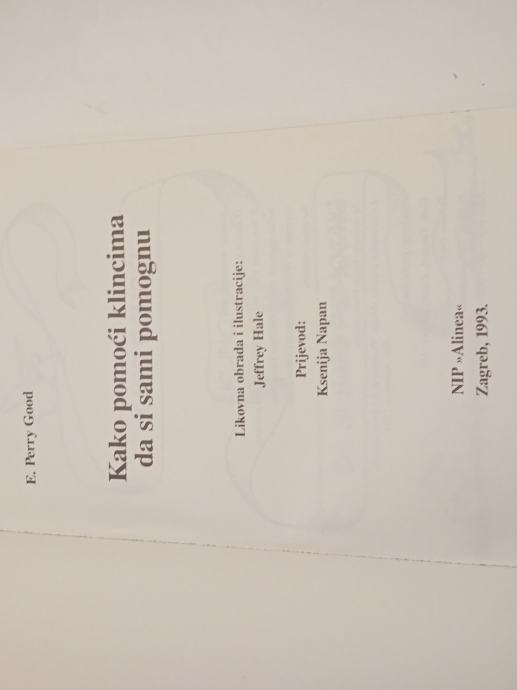 E. Perry Good
Kako pomoći klincima
da si sami pomognu
Likovna obrada i ilustracije:
Jeffrey Hale
Prijevod:
Ksenija Napan
NIP »Alinea«
Zagreb, 1993.